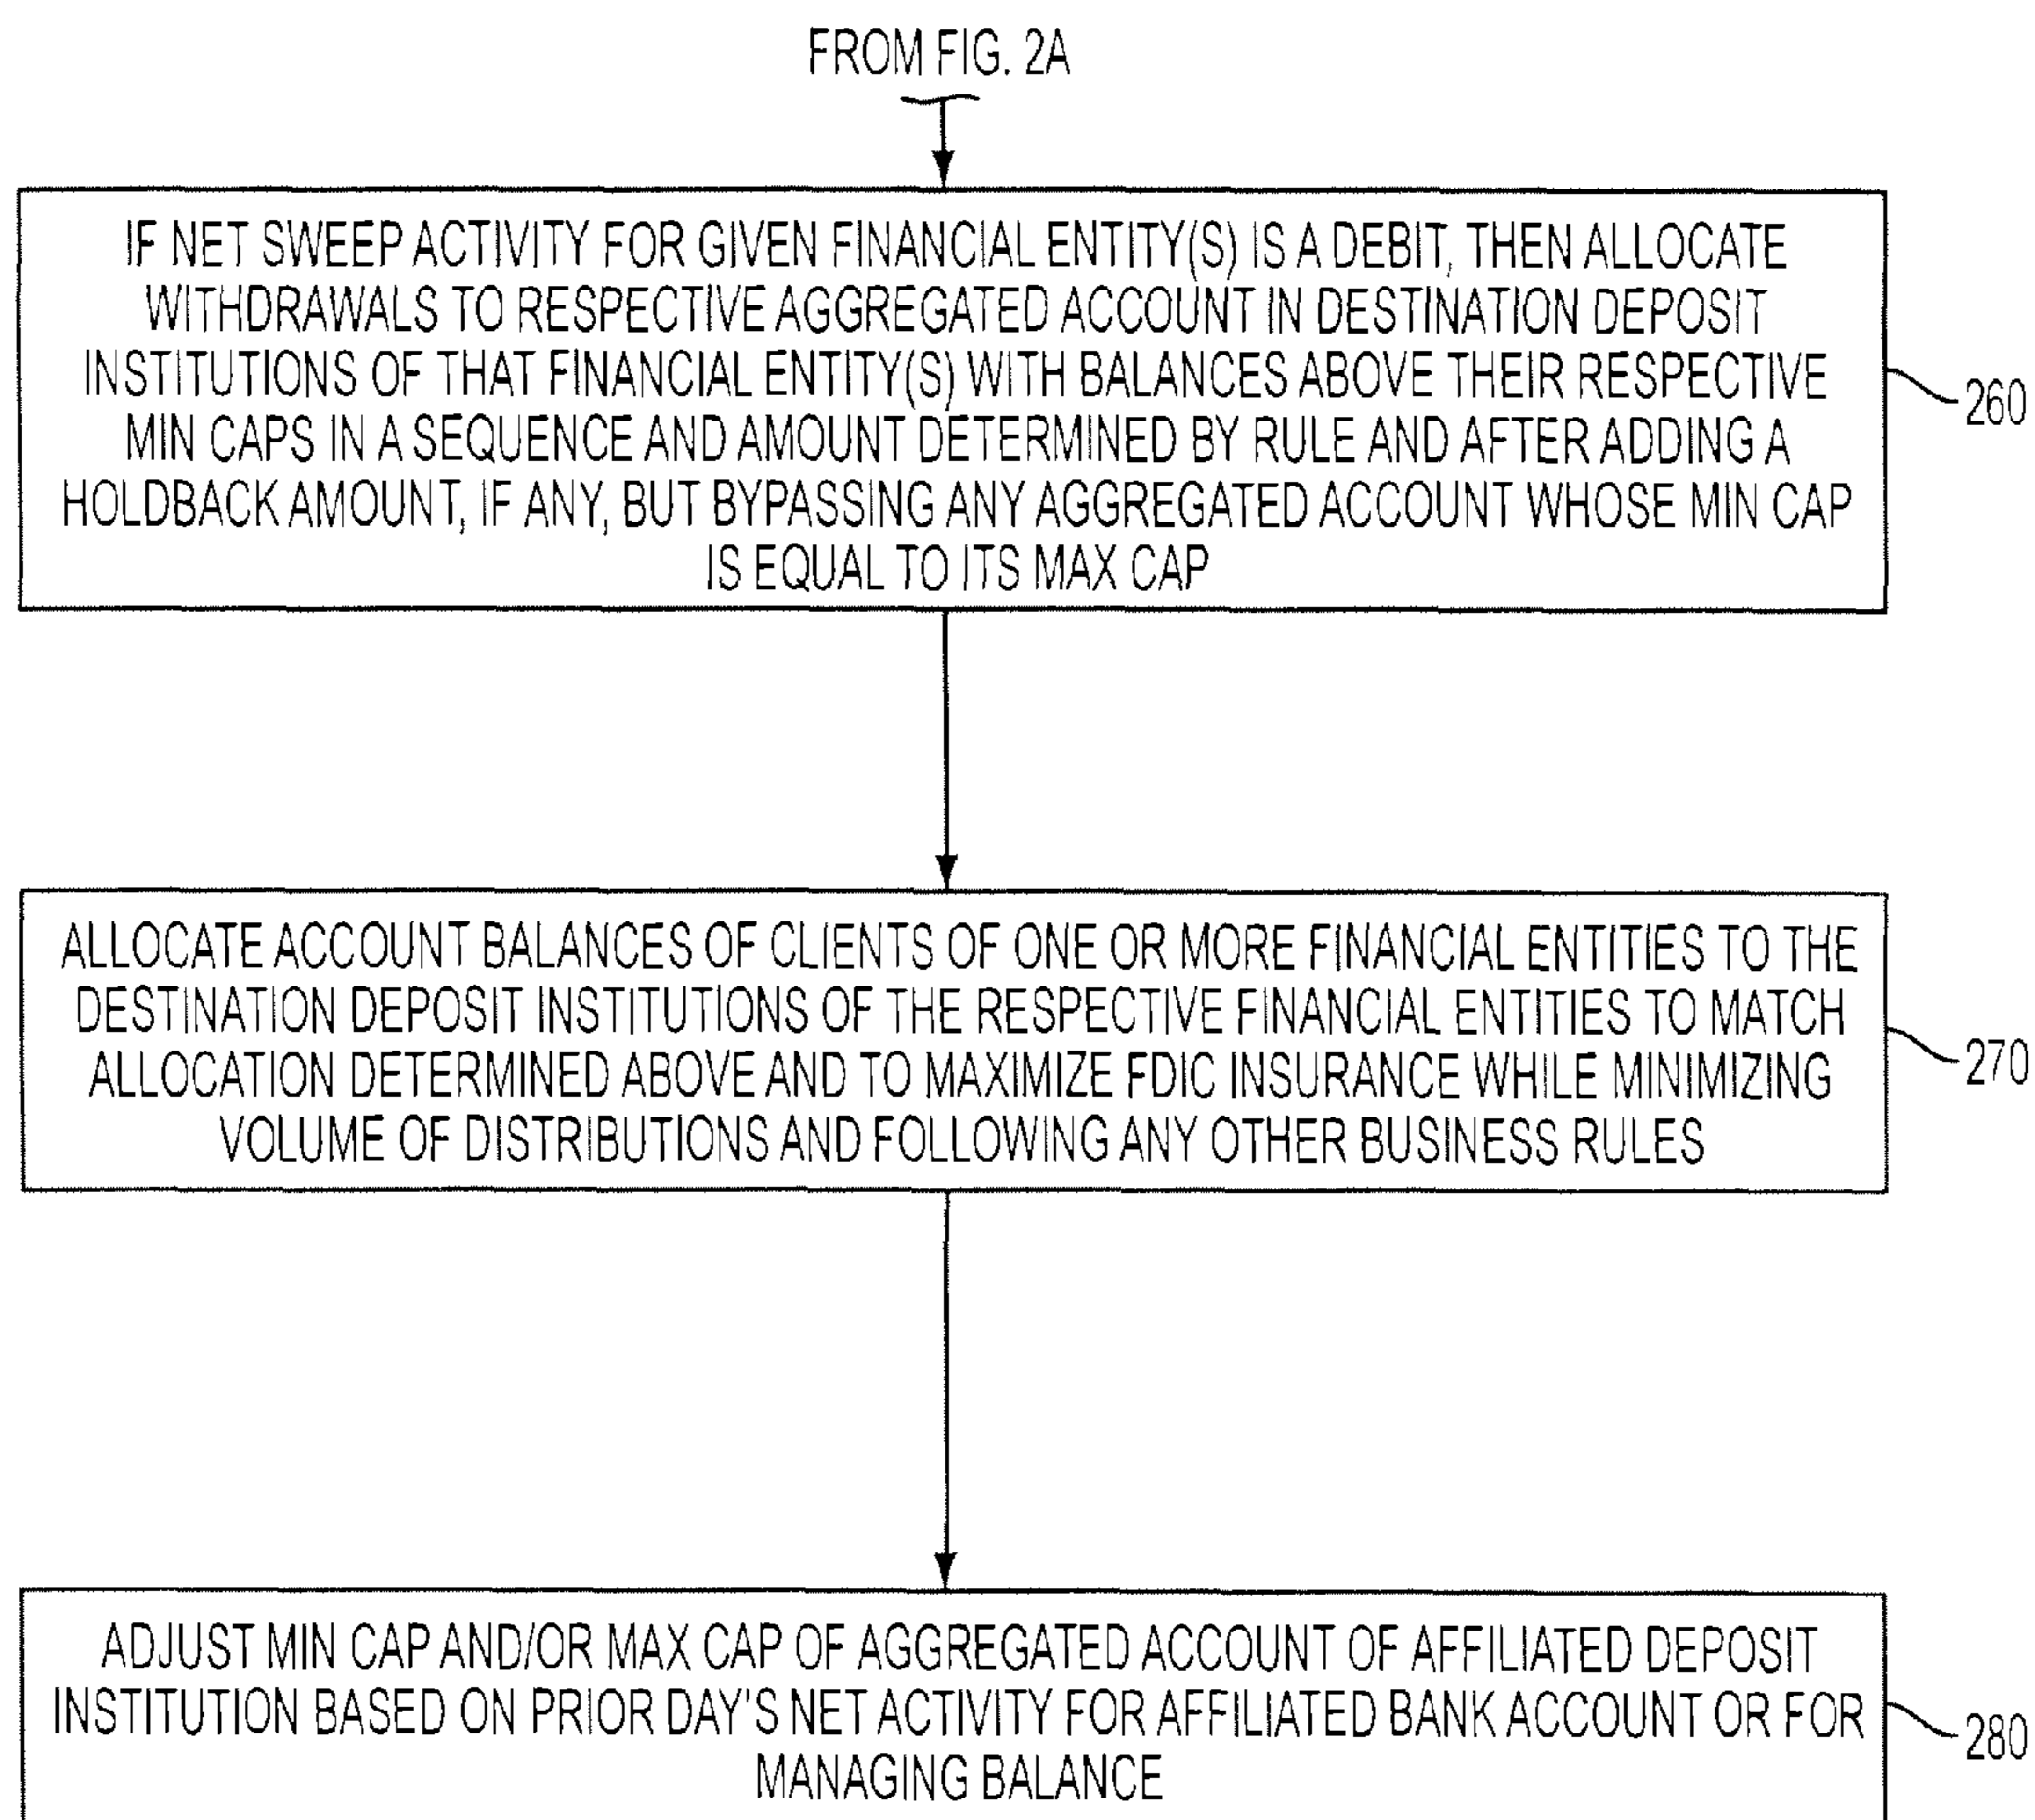 FROM FIG. 2A
IF NET SWEEP ACTIVITY FOR GIVEN FINANCIAL ENTITY(S) IS A DEBIT, THEN ALLOCATE
WITHDRAWALS TO RESPECTIVE AGGREGATED ACCOUNT IN DESTINATION DEPOSIT
INSTITUTIONS OF THAT FINANCIAL ENTITY(S) WITH BALANCES ABOVE THEIR RESPECTIVE
MIN CAPS IN A SEQUENCE AND AMOUNT DETERMINED BY RULE AND AFTER ADDING A
HOLDBACK AMOUNT, IF ANY, BUT BYPASSING ANY AGGREGATED ACCOUNT WHOSE MIN CAP
IS EQUAL TO ITS MAX CAP
260
ALLOCATE ACCOUNT BALANCES OF CLIENTS OF ONE OR MORE FINANCIAL ENTITIES TO THE
DESTINATION DEPOSIT INSTITUTIONS OF THE RESPECTIVE FINANCIAL ENTITIES TO MATCH
ALLOCATION DETERMINED ABOVE AND TO MAXIMIZE FDIC INSURANCE WHILE MINIMIZING
VOLUME OF DISTRIBUTIONS AND FOLLOWING ANY OTHER BUSINESS RULES
270
ADJUST MIN CAP AND/OR MAX CAP OF AGGREGATED ACCOUNT OF AFFILIATED DEPOSIT
INSTITUTION BASED ON PRIOR DAY'S NET ACTIVITY FOR AFFILIATED BANK ACCOUNT OR FOR
MANAGING BALANCE
280